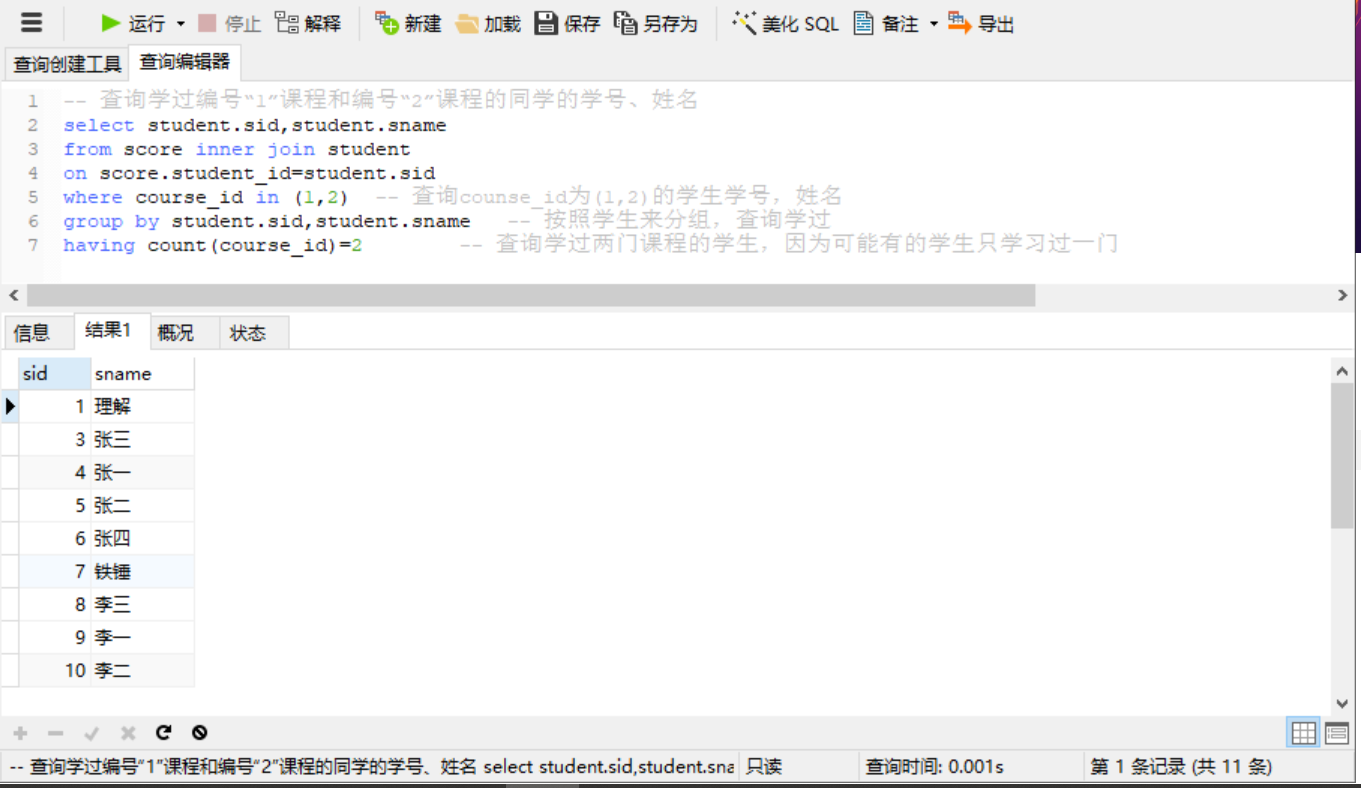 运行 停止 解释 新建 加载 保存 另存为 美化 SQL 备注 导出
查询创建工具 查询编辑器
1 -- 查询学过编号“1”课程和编号“2”课程的同学的学号、姓名
2 select student.sid,student.sname
3 from score inner join student
4 on score.student_id=student.sid
5 where course_id in (1,2) -- 查询counse_id为(1,2)的学生学号，姓名
6 group by student.sid,student.sname -- 按照学生来分组，查询学过
7 having count(course_id)=2 -- 查询学过两门课程的学生，因为可能有的学生只学习过一门
信息 结果1 概况 状态
sid sname
1 理解
3 张三
4 张一
5 张二
6 张四
7 铁锤
8 李三
9 李一
10 李二
-- 查询学过编号“1”课程和编号“2”课程的同学的学号、姓名 select student.sid,student.sna 只读 查询时间: 0.001s 第 1 条记录 (共 11 条)